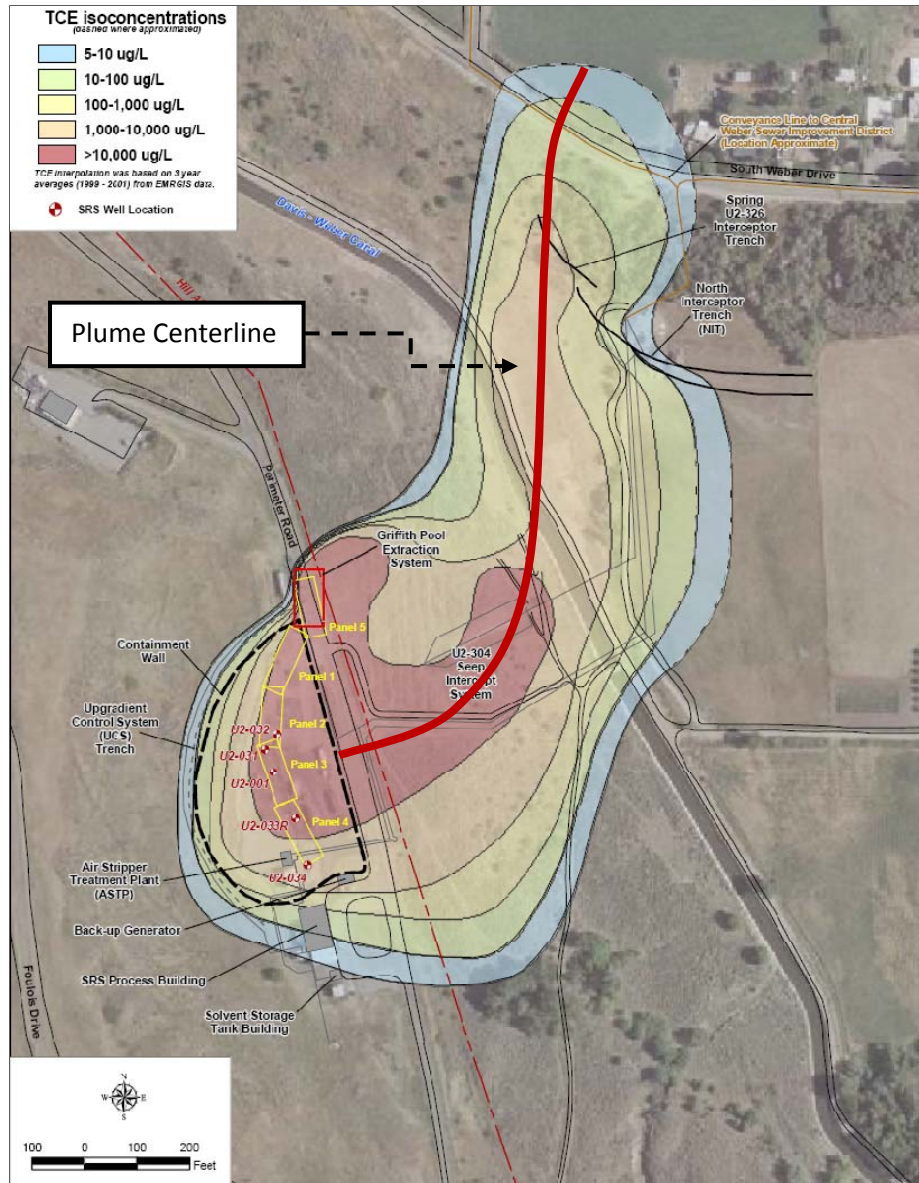 TCE isoconcentrations
(dashed where approximated)
5-10 ug/L
10-100 ug/L
100-1,000 ug/L
1,000-10,000 ug/L
>10,000 ug/L
TCE interpolation was based on 3 year
averages (1999 - 2001) from EMRGIS data.
SRS Well Location
Conveyance Line to Central
Weber Sewer Improvement District
(Location Approximate)
South Weber Drive
Spring
U2-326
Interceptor
Trench
Davis - Weber Canal
Hill A
North
Interceptor
Trench
(NIT)
Plume Centerline
Perimeter Road
Griffith Pool
Extraction
System
Panel 5
Containment
Wall
Panel 1
U2-304
Seep
Intercept
System
Upgradient
Control System
(UCS)
Trench
U2-032
Panel 2
U2-031
Panel 3
U2-001
U2-033R
Panel 4
Air Stripper
Treatment Plant
(ASTP)
U2-034
Back-up Generator
SRS Process Building
Solvent Storage
Tank Building
Foulois Drive
N
W
E
S
100 0 100 200
Feet